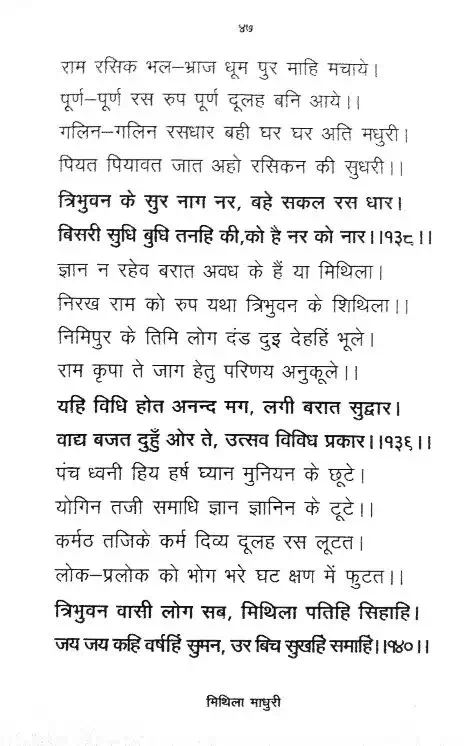 ४७
राम रसिक भल–भ्राज धूम पुर माहि मचाये।
पूर्ण–पूर्ण रस रुप पूर्ण दूलह बनि आये।।
गलिन–गलिन रसधार बही घर घर अति मधुरी।
पियत पियावत जात अहो रसिकन की सुधरी।।
त्रिभुवन के सुर नाग नर, बहे सकल रस धार।
बिसरी सुधि बुधि तनहि की,को है नर को नार।।१३८।।
ज्ञान न रहेव बरात अवध के हैं या मिथिला।
निरख राम को रुप यथा त्रिभुवन के शिथिला।।
निमिपुर के तिमि लोग दंड दुइ देहहिं भूले।
राम कृपा ते जाग हेतु परिणय अनुकूले।।
यहि विधि होत अनन्द मग, लगी बरात सुद्वार।
वाद्य बजत दुहुँ ओर ते, उत्सव विविध प्रकार।।१३६।।
पंच ध्वनी हिय हर्ष घ्यान मुनियन के छूटे।
योगिन तजी समाधि ज्ञान ज्ञानिन के टूटे।।
कर्मठ तजिके कर्म दिव्य दूलह रस लूटत।
लोक–प्रलोक को भोग भरे घट क्षण में फुटत।।
त्रिभुवन वासी लोग सब, मिथिला पतिहि सिहाहिं।
जय जय कहि वर्षहिं सुमन, उर बिच सुखहिं समाहिं।।१४०।।
मिथिला माधुरी